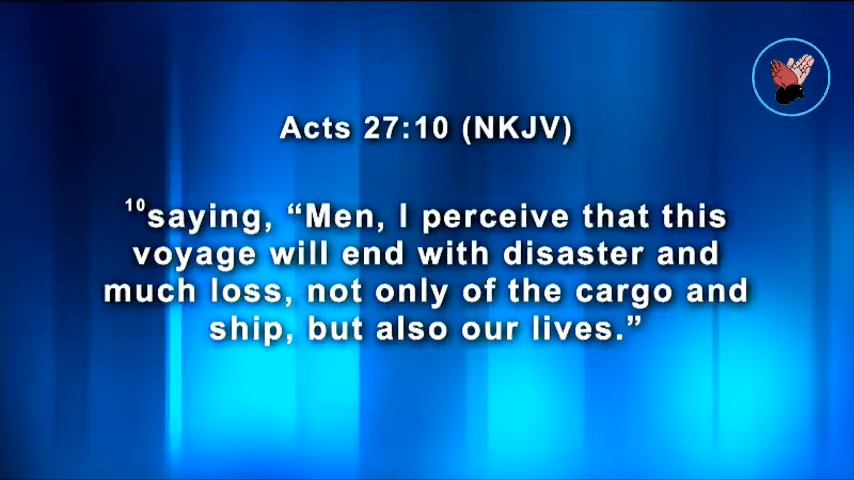 Acts 27:10 (NKJV)
10saying, “Men, I perceive that this
voyage will end with disaster and
much loss, not only of the cargo and
ship, but also our lives.”